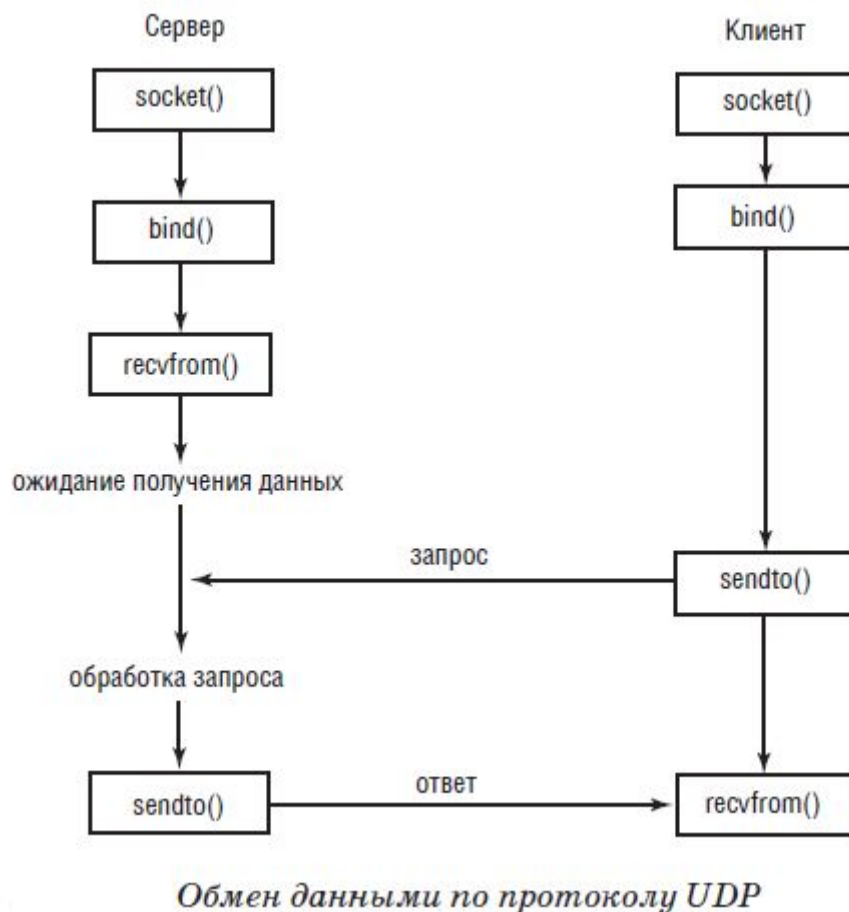 Сервер
Клиент
socket()
socket()
bind()
bind()
recvfrom()
ожидание получения данных
запрос
sendto()
обработка запроса
ответ
sendto()
recvfrom()
Обмен данными по протоколу UDP